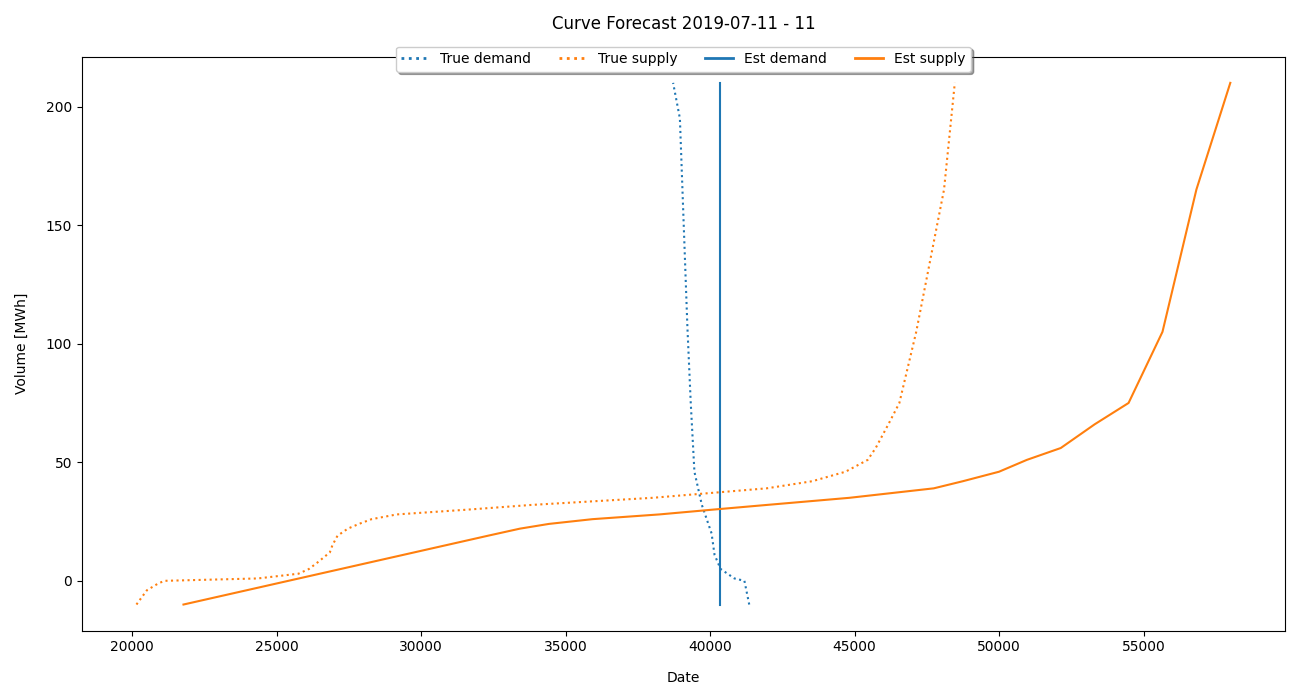 Curve Forecast 2019-07-11 - 11
True demand True supply Est demand Est supply
200
150
100
50
0
Volume [MWh]
20000 25000 30000 35000 40000 45000 50000 55000
Date